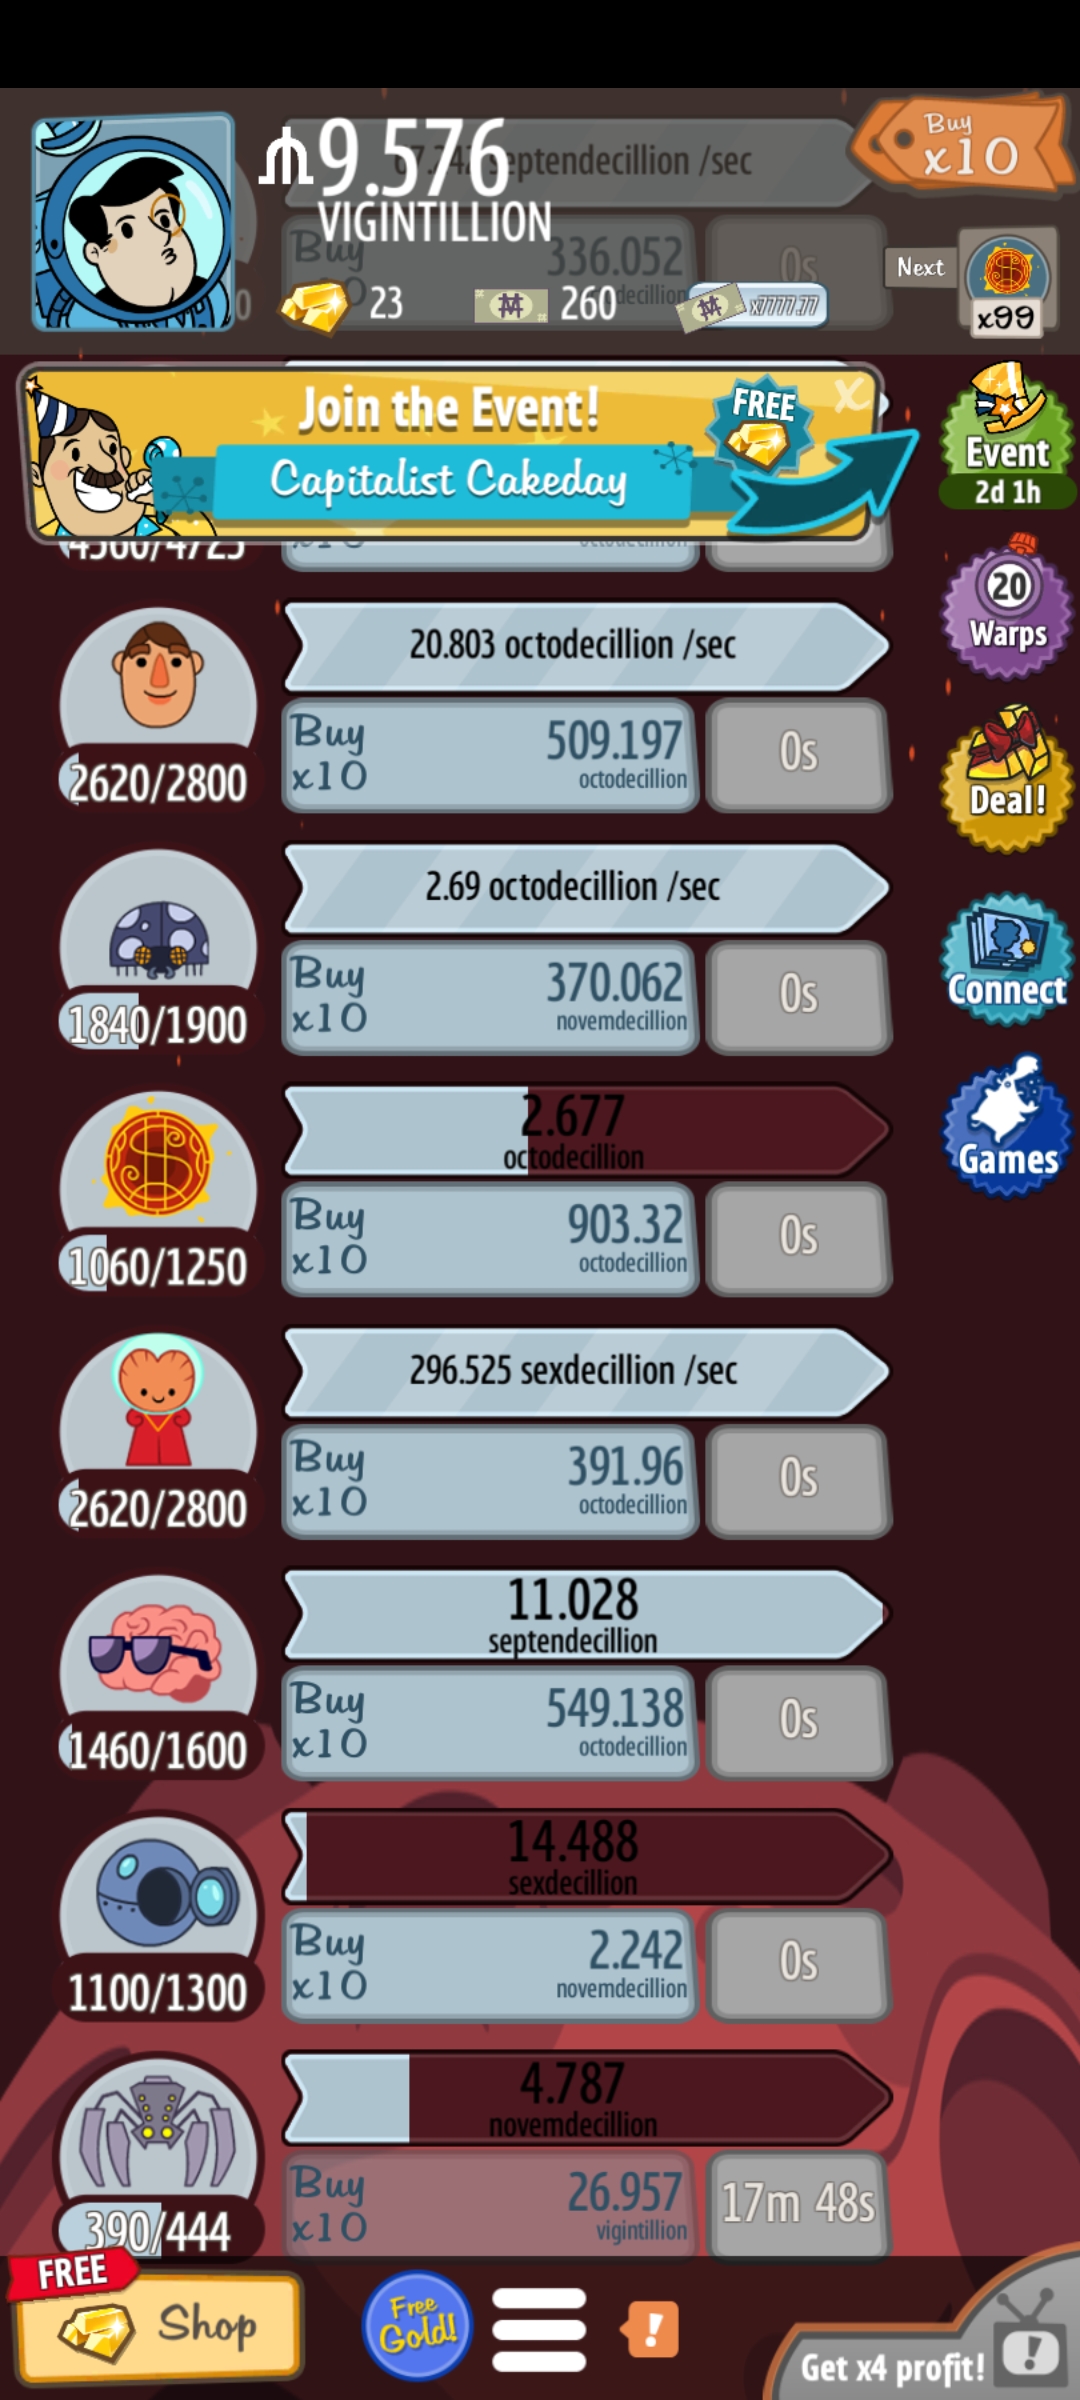 9.576
VIGINTILLION
septendecillion /sec
Buy
x10
Buy
336.052
decillion
0s
23
260
x7777.77
Next
x99
Join the Event!
FREE
X
Capitalist Cakeday
Event
2d 1h
4560/4725
x10
octodecillion
20
Warps
20.803 octodecillion /sec
Buy
x10
509.197
octodecillion
0s
2620/2800
Deal!
2.69 octodecillion /sec
Buy
x10
370.062
novemdecillion
0s
1840/1900
Connect
2.677
octodecillion
Games
Buy
x10
903.32
octodecillion
0s
1060/1250
296.525 sexdecillion /sec
Buy
x10
391.96
octodecillion
0s
2620/2800
11.028
septendecillion
Buy
x10
549.138
octodecillion
0s
1460/1600
14.488
sexdecillion
Buy
x10
2.242
novemdecillion
0s
1100/1300
4.787
novemdecillion
Buy
x10
26.957
vigintillion
17m 48s
390/444
FREE
Shop
Free
Gold!
!
Get x4 profit!
!